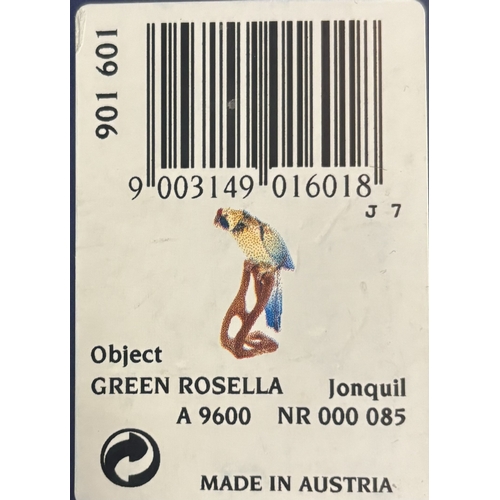 901 601
9 003149 016018
J 7
Object
GREEN ROSELLA Jonquil
A 9600 NR 000 085
MADE IN AUSTRIA